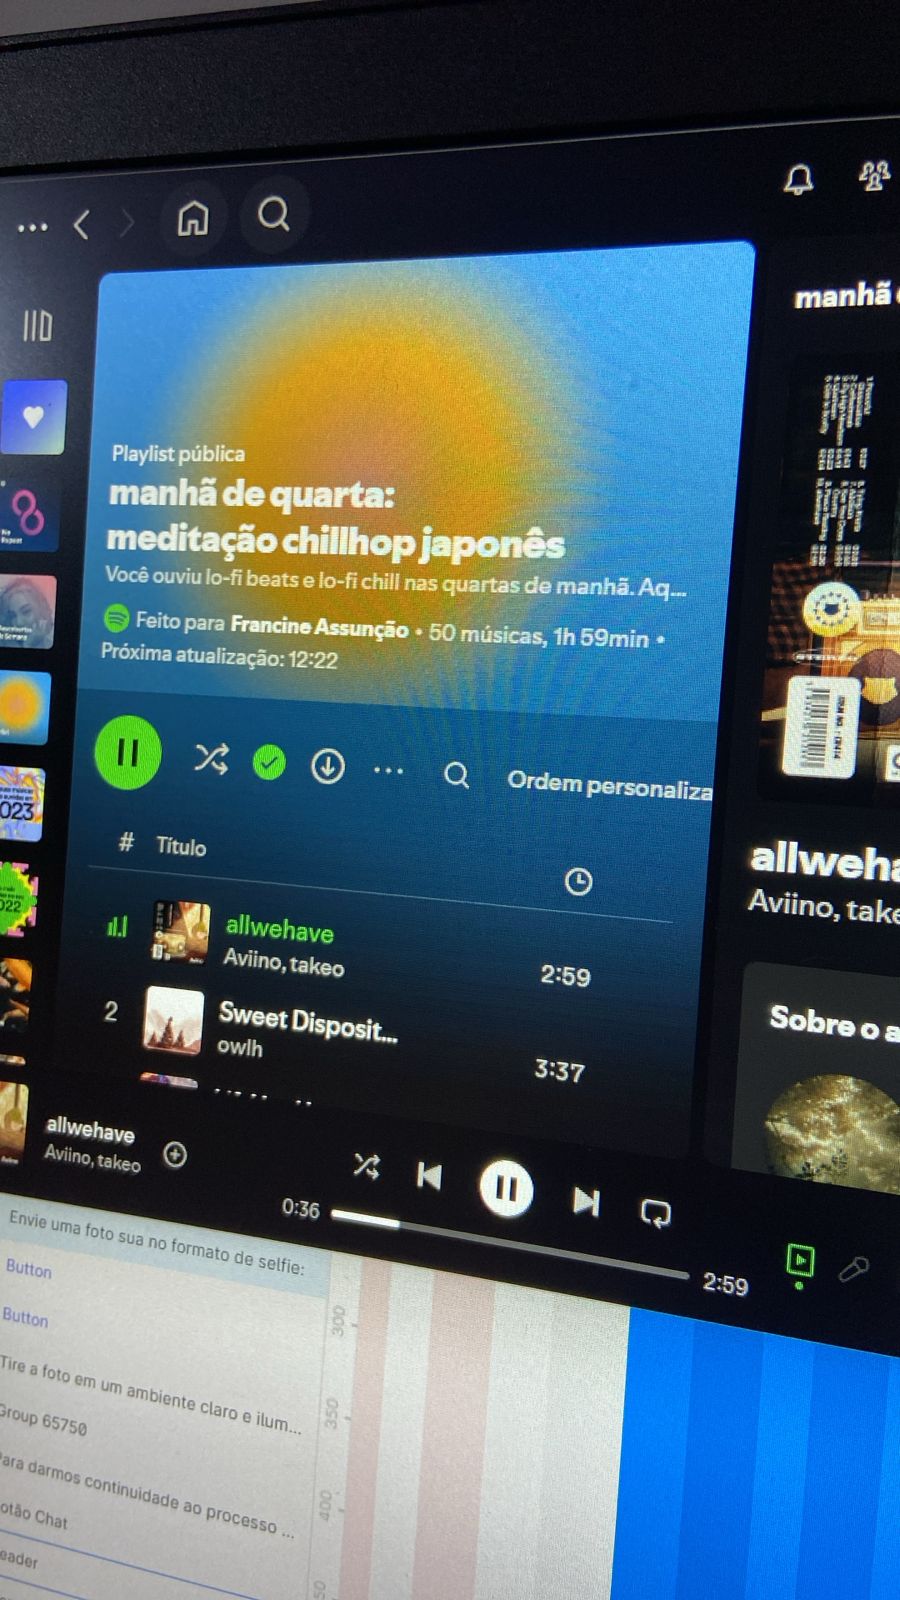 manhã
Playlist pública
manhã de quarta:
meditação chillhop japonês
Você ouviu lo-fi beats e lo-fi chill nas quartas de manhã. Aq...
Feito para Francine Assunção • 50 músicas, 1h 59min •
Próxima atualização: 12:22
Ordem personaliza
# Título
allwehave
Aviino, takeo
2:59
2
Sweet Disposit...
owlh
3:37
allweha
Aviino, take
Sobre o a
allwehave
Aviino, takeo
0:36
2:59
Envie uma foto sua no formato de selfie:
Button
Button
Tire a foto em um ambiente claro e ilum...
Group 65750
Para darmos continuidade ao processo ...
otão Chat
eader
300
350
400
50